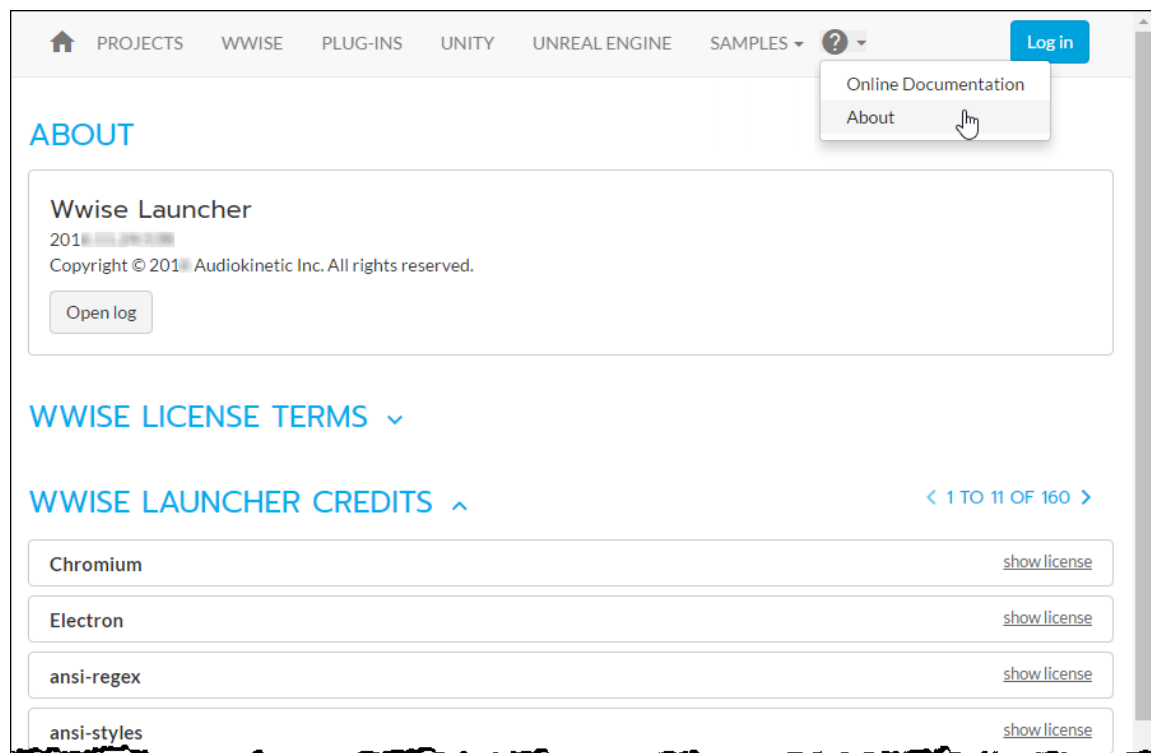 PROJECTS WWISE PLUG-INS UNITY UNREAL ENGINE SAMPLES ? Log in
Online Documentation
About
ABOUT
Wwise Launcher
201
Copyright © 201 Audiokinetic Inc. All rights reserved.
Open log
WWISE LICENSE TERMS
WWISE LAUNCHER CREDITS < 1 TO 11 OF 160 >
Chromium show license
Electron show license
ansi-regex show license
ansi-styles show license